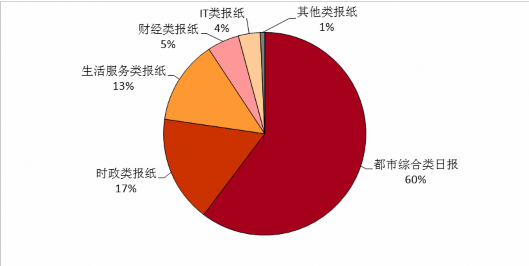 IT类报纸
4%
其他类报纸
1%
财经类报纸
5%
生活服务类报纸
13%
都市综合类日报
60%
时政类报纸
17%